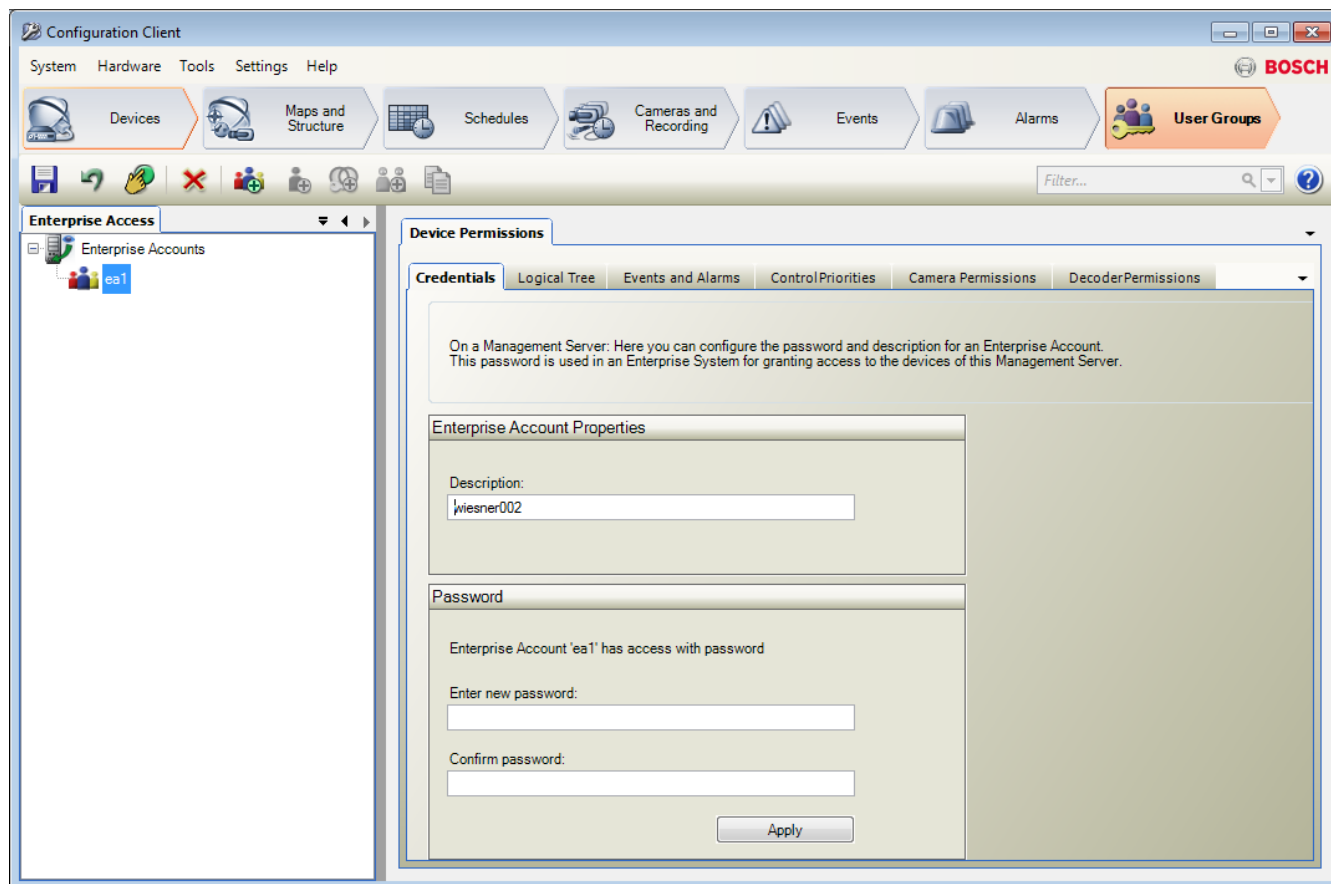 Configuration Client
System Hardware Tools Settings Help
BOSCH
Devices
Maps and
Structure
Schedules
Cameras and
Recording
Events
Alarms
User Groups
Filter...
Enterprise Access
Enterprise Accounts
ea1
Device Permissions
Credentials Logical Tree Events and Alarms ControlPriorities Camera Permissions DecoderPermissions
On a Management Server: Here you can configure the password and description for an Enterprise Account.
This password is used in an Enterprise System for granting access to the devices of this Management Server.
Enterprise Account Properties
Description:
wiesner002
Password
Enterprise Account 'ea1' has access with password
Enter new password:
Confirm password:
Apply